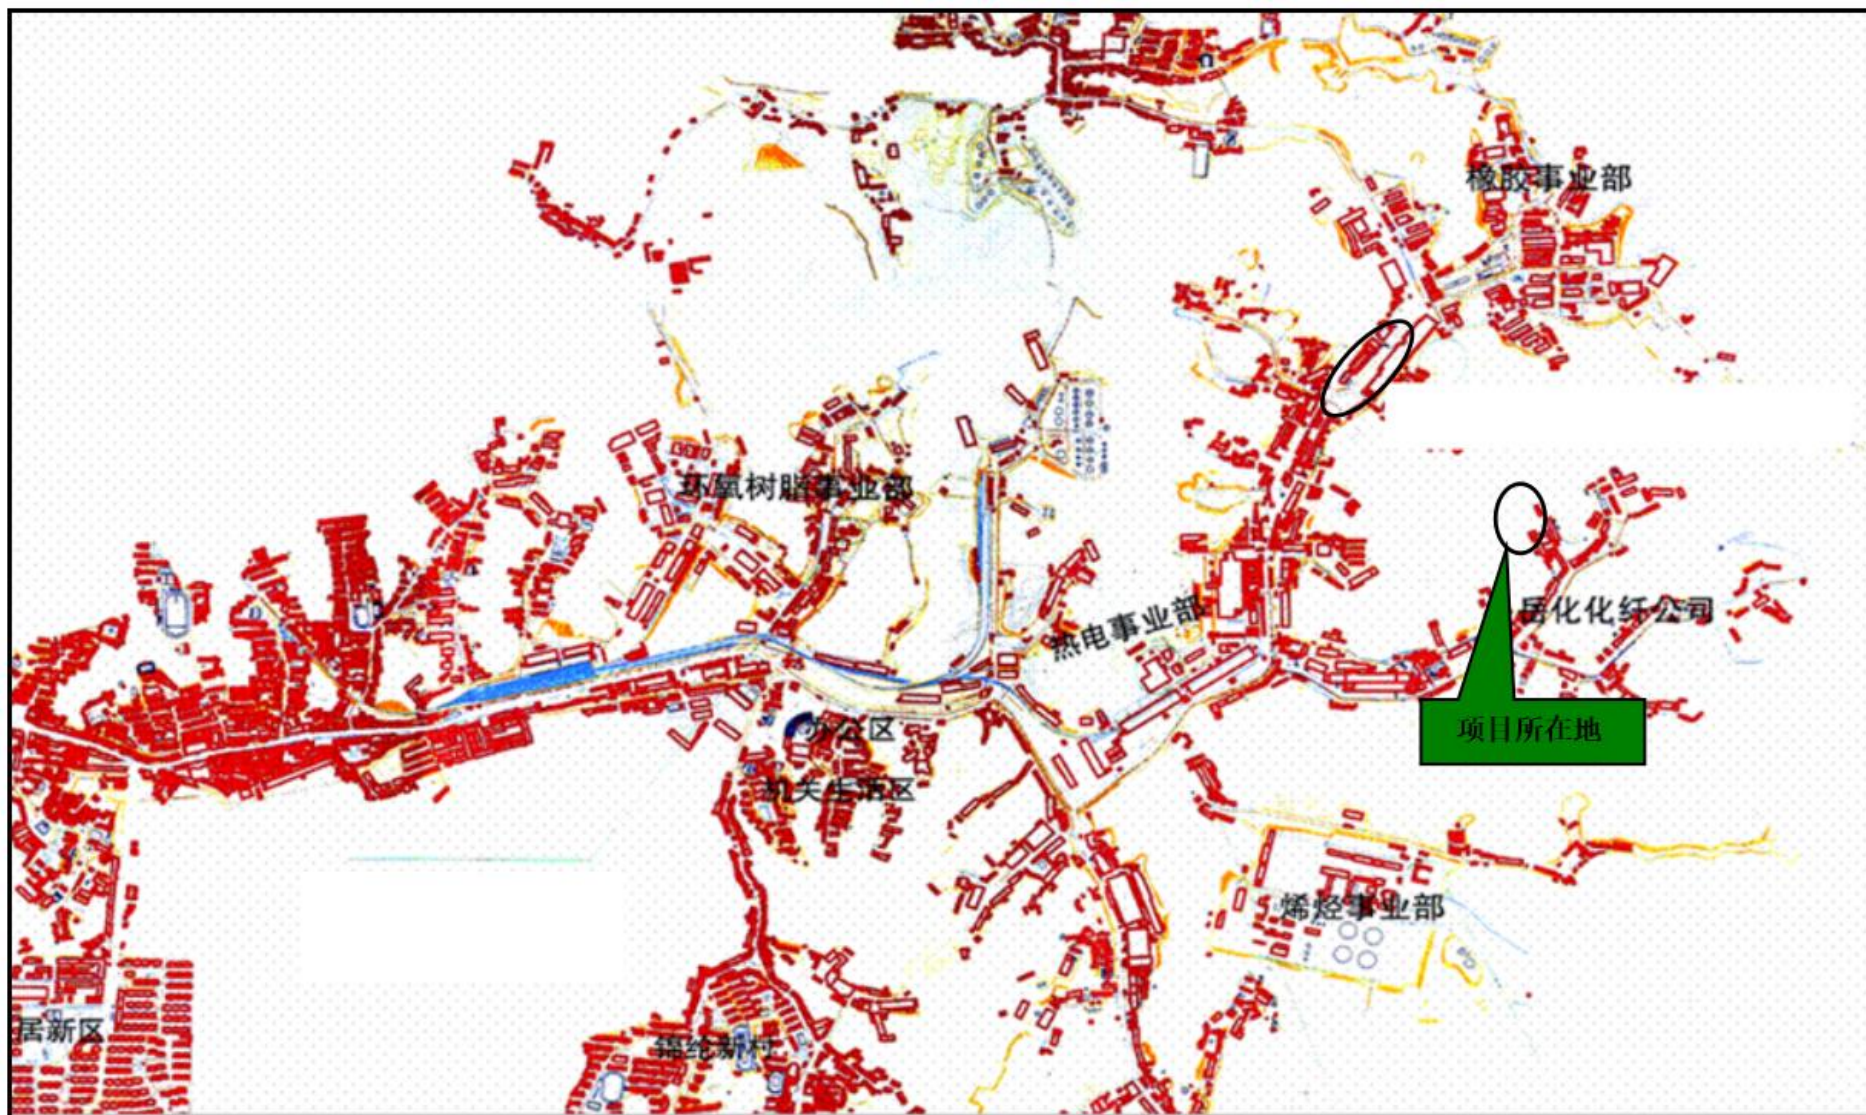 橡胶事业部
环氧树脂事业部
热电事业部
岳化化纤公司
项目所在地
办公区
机关生活区
烯烃事业部
居新区
锦纶新村